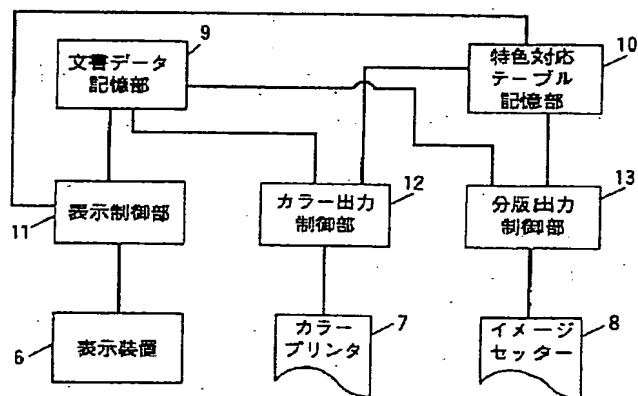 9
文書データ
記憶部
特色対応
テーブル
記憶部
10
11
表示制御部
カラー出力
制御部
12
分版出力
制御部
13
6
表示装置
カラー
プリンタ
7
イメージ
セッター
8